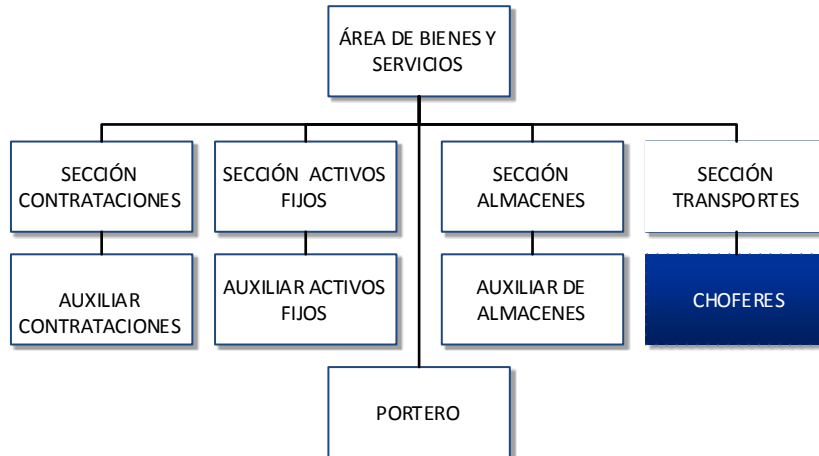 ÁREA DE BIENES Y
SERVICIOS
SECCIÓN
CONTRATACIONES
SECCIÓN ACTIVOS
FIJOS
SECCIÓN
ALMACENES
SECCIÓN
TRANSPORTES
AUXILIAR
CONTRATACIONES
AUXILIAR ACTIVOS
FIJOS
AUXILIAR DE
ALMACENES
CHOFERES
PORTERO